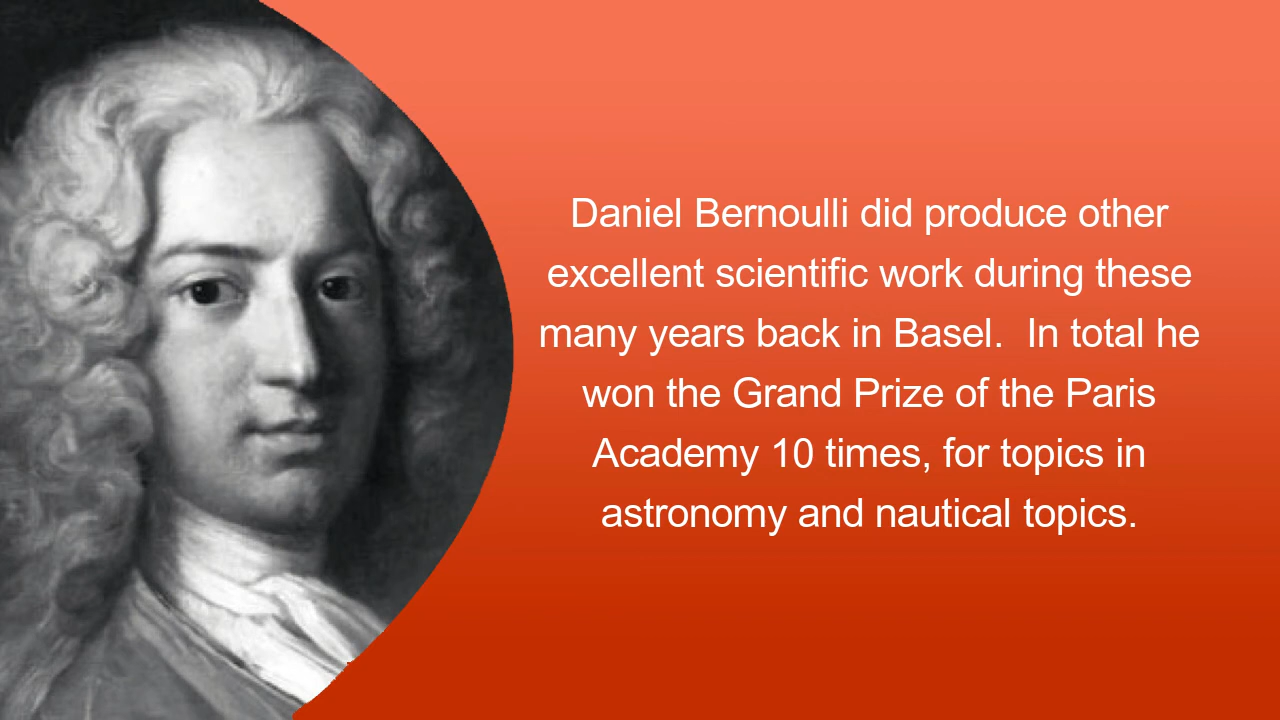 Daniel Bernoulli did produce other
excellent scientific work during these
many years back in Basel.  In total he
won the Grand Prize of the Paris
Academy 10 times, for topics in
astronomy and nautical topics.